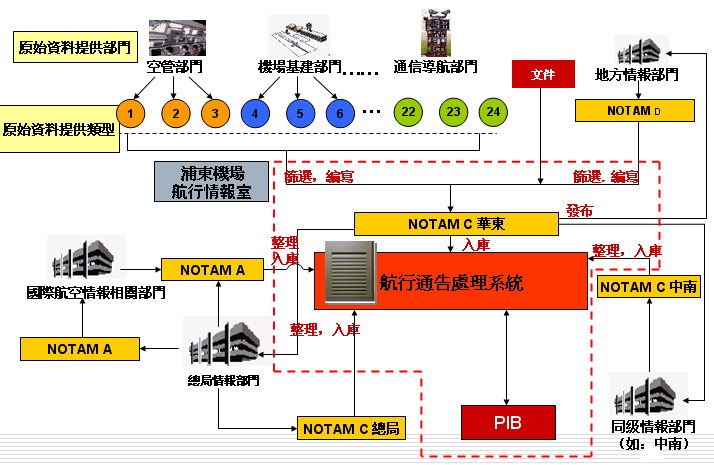 原始資料提供部門
空管部門
機場基建部門
……
通信導航部門
文件
地方情報部門
原始資料提供類型
1
2
3
4
5
6
…
22
23
24
NOTAM D
浦東機場
航行情報室
篩選，編寫
篩選．編寫
NOTAM C 華東
發布
整理
入庫
入庫
整理，入庫
航行通告處理系統
NOTAM A
國際航空情報相關部門
NOTAM C 中南
整理，入庫
NOTAM A
總局情報部門
NOTAM C 總局
PIB
同級情報部門
（如：中南）